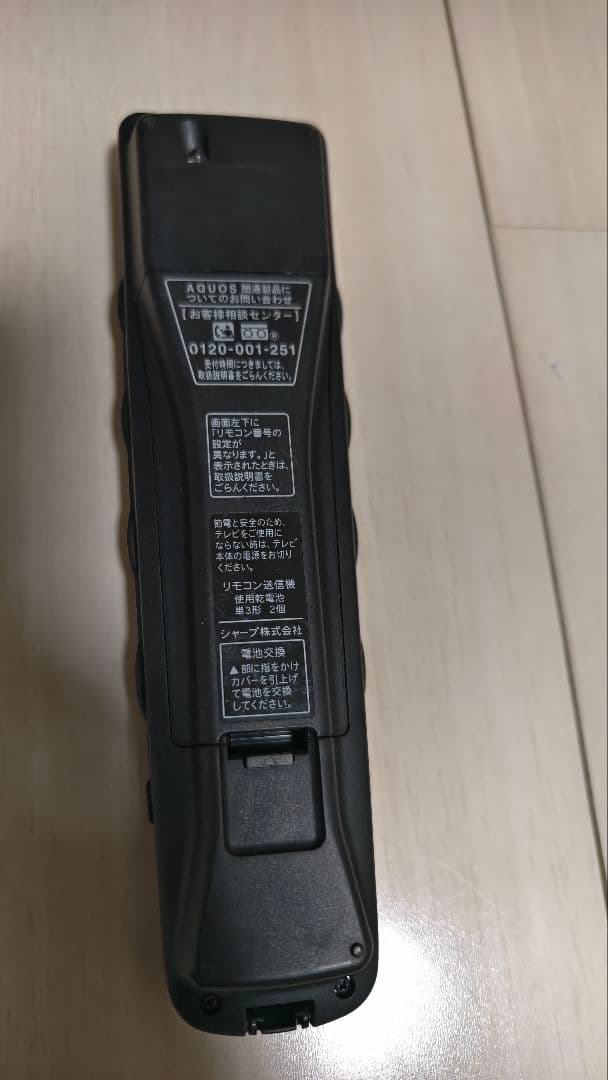 AQUOS 関連製品に
ついてのお問い合わせ
【お客様相談センター】
0120-001-251
受付時間につきましては、
取扱説明書をごらんください。
画面左下に
「リモコン番号の
設定が
異なります。」と
表示されたときは、
取扱説明書を
ごらんください。
節電と安全のため、
テレビをご使用に
ならない時は、テレビ
本体の電源をお切り
ください。
リモコン送信機
使用乾電池
単3形 2個
シャープ株式会社
電池交換
▲部に指をかけ
カバーを引上げ
て電池を交換
してください。